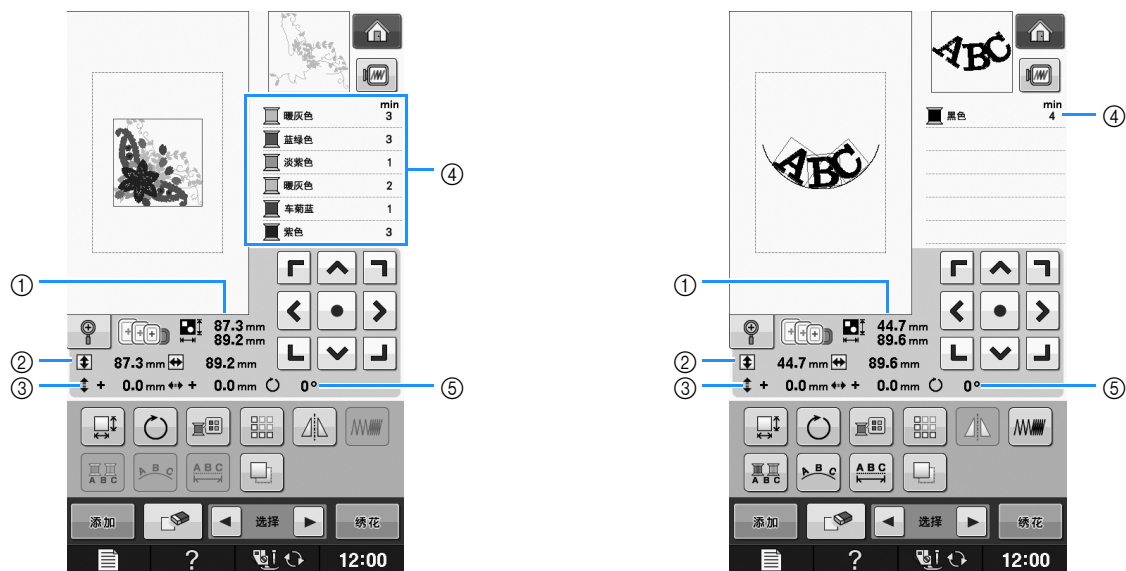 min
暖灰色 3
蓝绿色 3
淡紫色 1
暖灰色 2
车菊蓝 1
紫色 3
④
①
87.3 mm
89.2 mm
② 87.3 mm 89.2 mm
③ + 0.0 mm + 0.0 mm 0° ⑤
A B C A B C A B C
添加 选择 绣花
? 12:00
ABC
min
黑色 4 ④
ABC
①
44.7 mm
89.6 mm
② 44.7 mm 89.6 mm
③ + 0.0 mm + 0.0 mm 0° ⑤
A B C A B C A B C
添加 选择 绣花
? 12:00